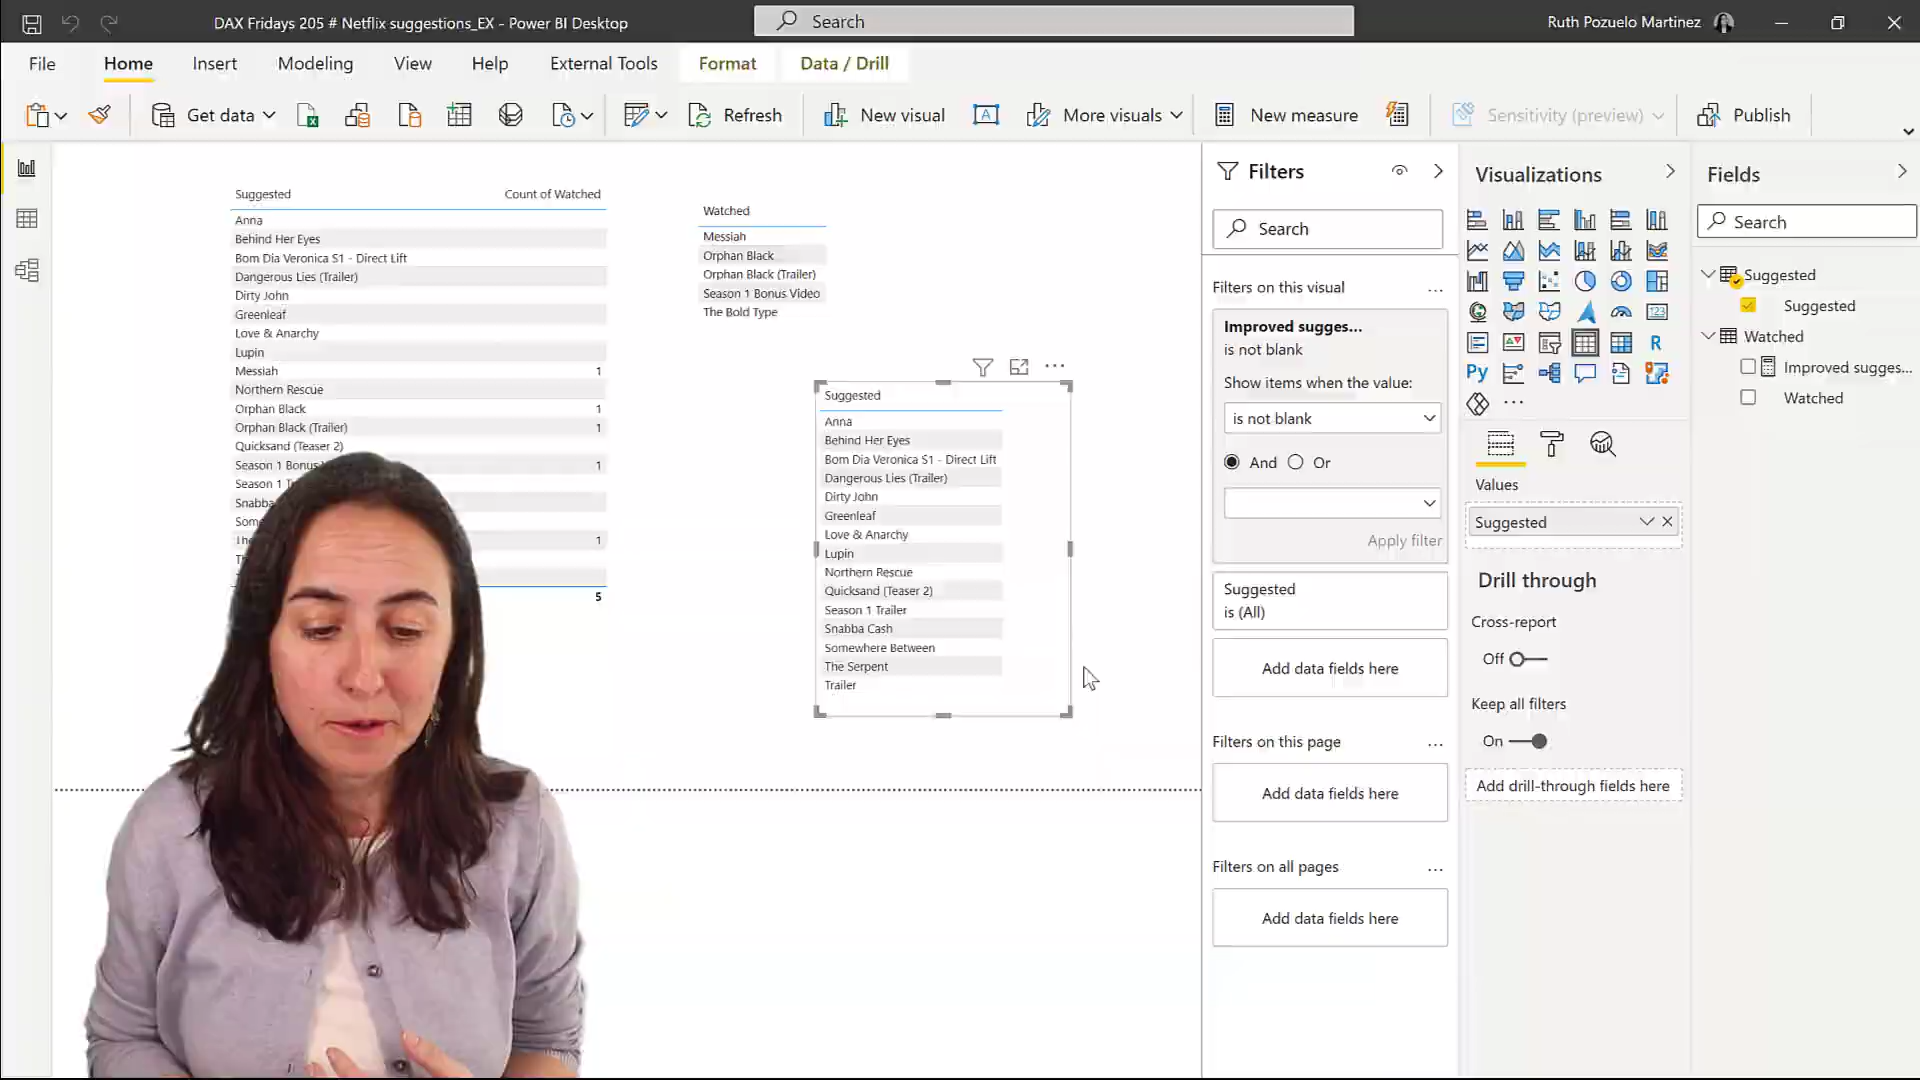 DAX Fridays 205 # Netflix suggestions_EX - Power BI Desktop
Search
Ruth Pozuelo Martinez
File
Home
Insert
Modeling
View
Help
External Tools
Format
Data / Drill
Get data
Refresh
New visual
More visuals
New measure
Sensitivity (preview)
Publish
Suggested Count of Watched
Anna
Behind Her Eyes
Bom Dia Veronica S1 - Direct Lift
Dangerous Lies (Trailer)
Dirty John
Greenleaf
Love & Anarchy
Lupin
Messiah 1
Northern Rescue
Orphan Black 1
Orphan Black (Trailer) 1
Quicksand (Teaser 2)
Season 1 Bonus 1
Season 1
Snabba
1
5
Watched
Messiah
Orphan Black
Orphan Black (Trailer)
Season 1 Bonus Video
The Bold Type
Suggested
Anna
Behind Her Eyes
Bom Dia Veronica S1 - Direct Lift
Dangerous Lies (Trailer)
Dirty John
Greenleaf
Love & Anarchy
Lupin
Northern Rescue
Quicksand (Teaser 2)
Season 1 Trailer
Snabba Cash
Somewhere Between
The Serpent
Trailer
Filters
Search
Filters on this visual
Improved sugges...
is not blank
Show items when the value:
is not blank
And
Or
Apply filter
Suggested
is (All)
Add data fields here
Filters on this page
Add data fields here
Filters on all pages
Add data fields here
Visualizations
123
R
Py
Values
Suggested
Drill through
Cross-report
Off
Keep all filters
On
Add drill-through fields here
Fields
Search
Suggested
Suggested
Watched
Improved sugges...
Watched